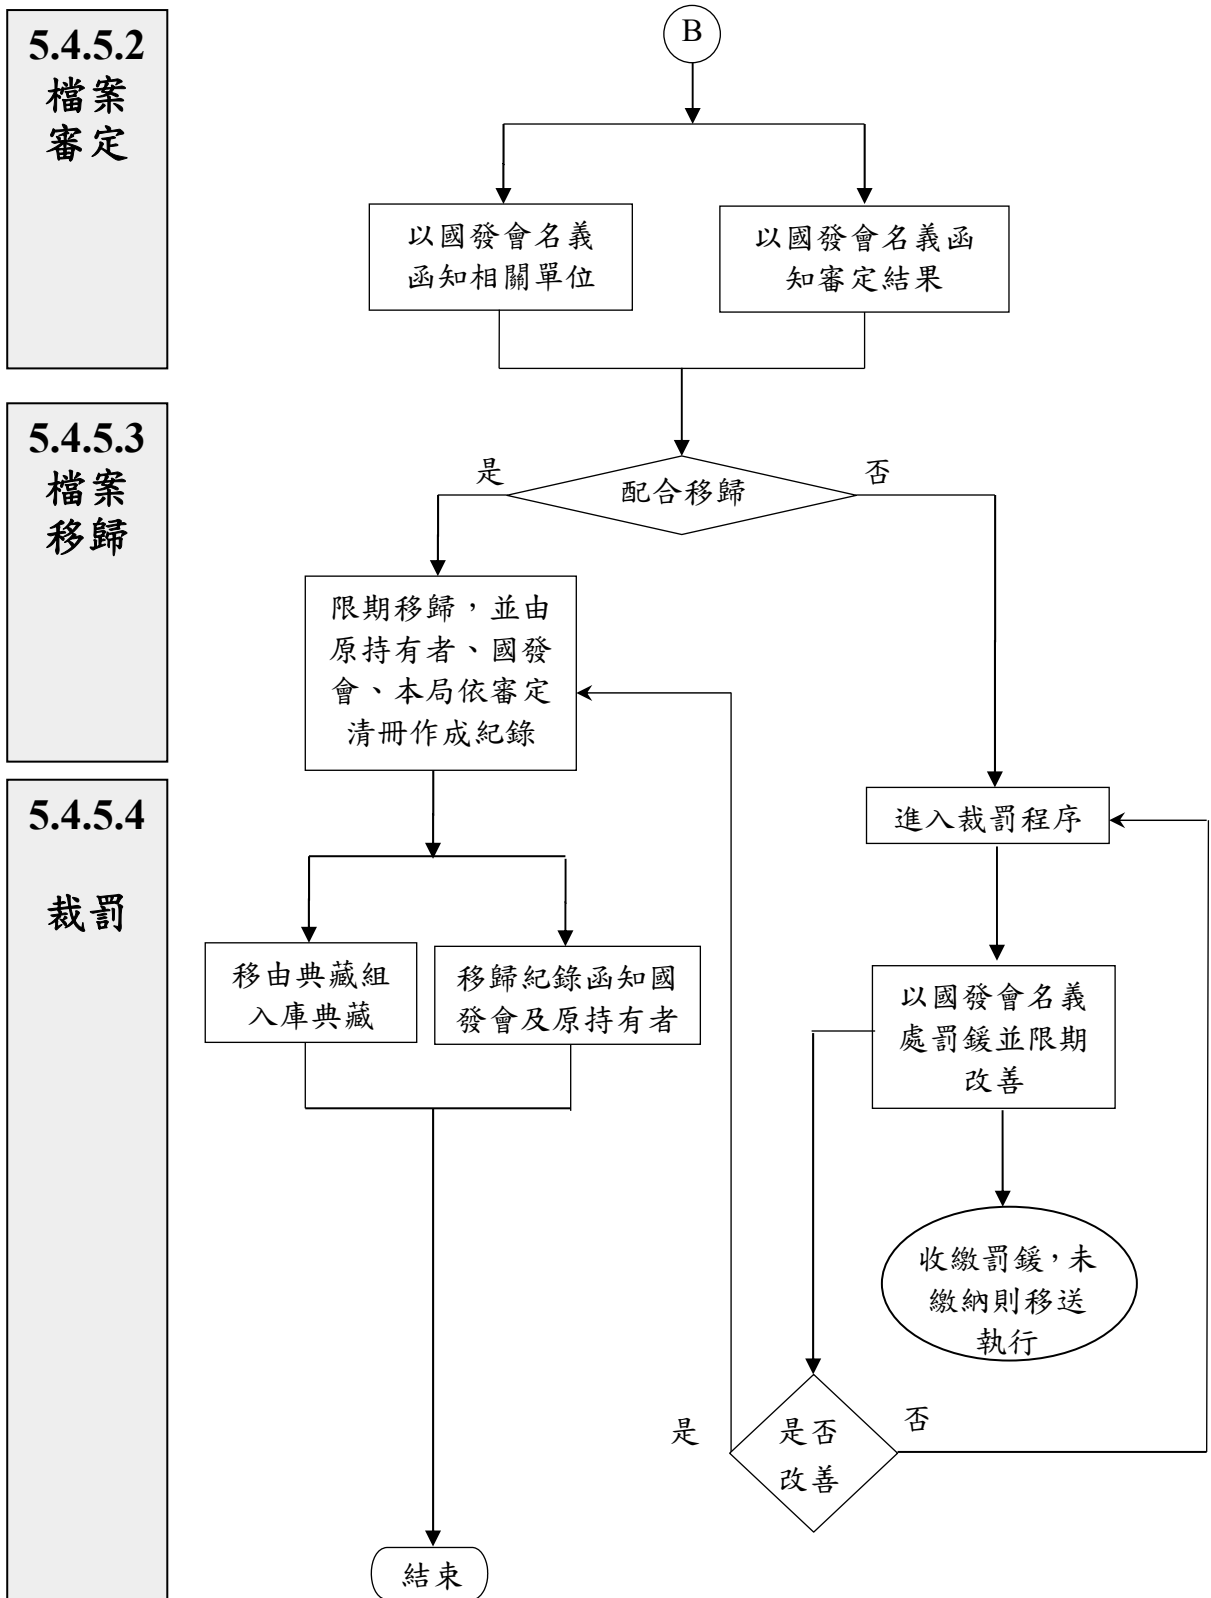 5.4.5.2
檔案
審定
B
以國發會名義
函知相關單位
以國發會名義函
知審定結果
5.4.5.3
檔案
移歸
是
配合移歸
否
限期移歸，並由
原持有者、國發
會、本局依審定
清冊作成紀錄
5.4.5.4
裁罰
進入裁罰程序
移由典藏組
入庫典藏
移歸紀錄函知國
發會及原持有者
以國發會名義
處罰鍰並限期
改善
收繳罰鍰，未
繳納則移送
執行
是
是否
改善
否
結束